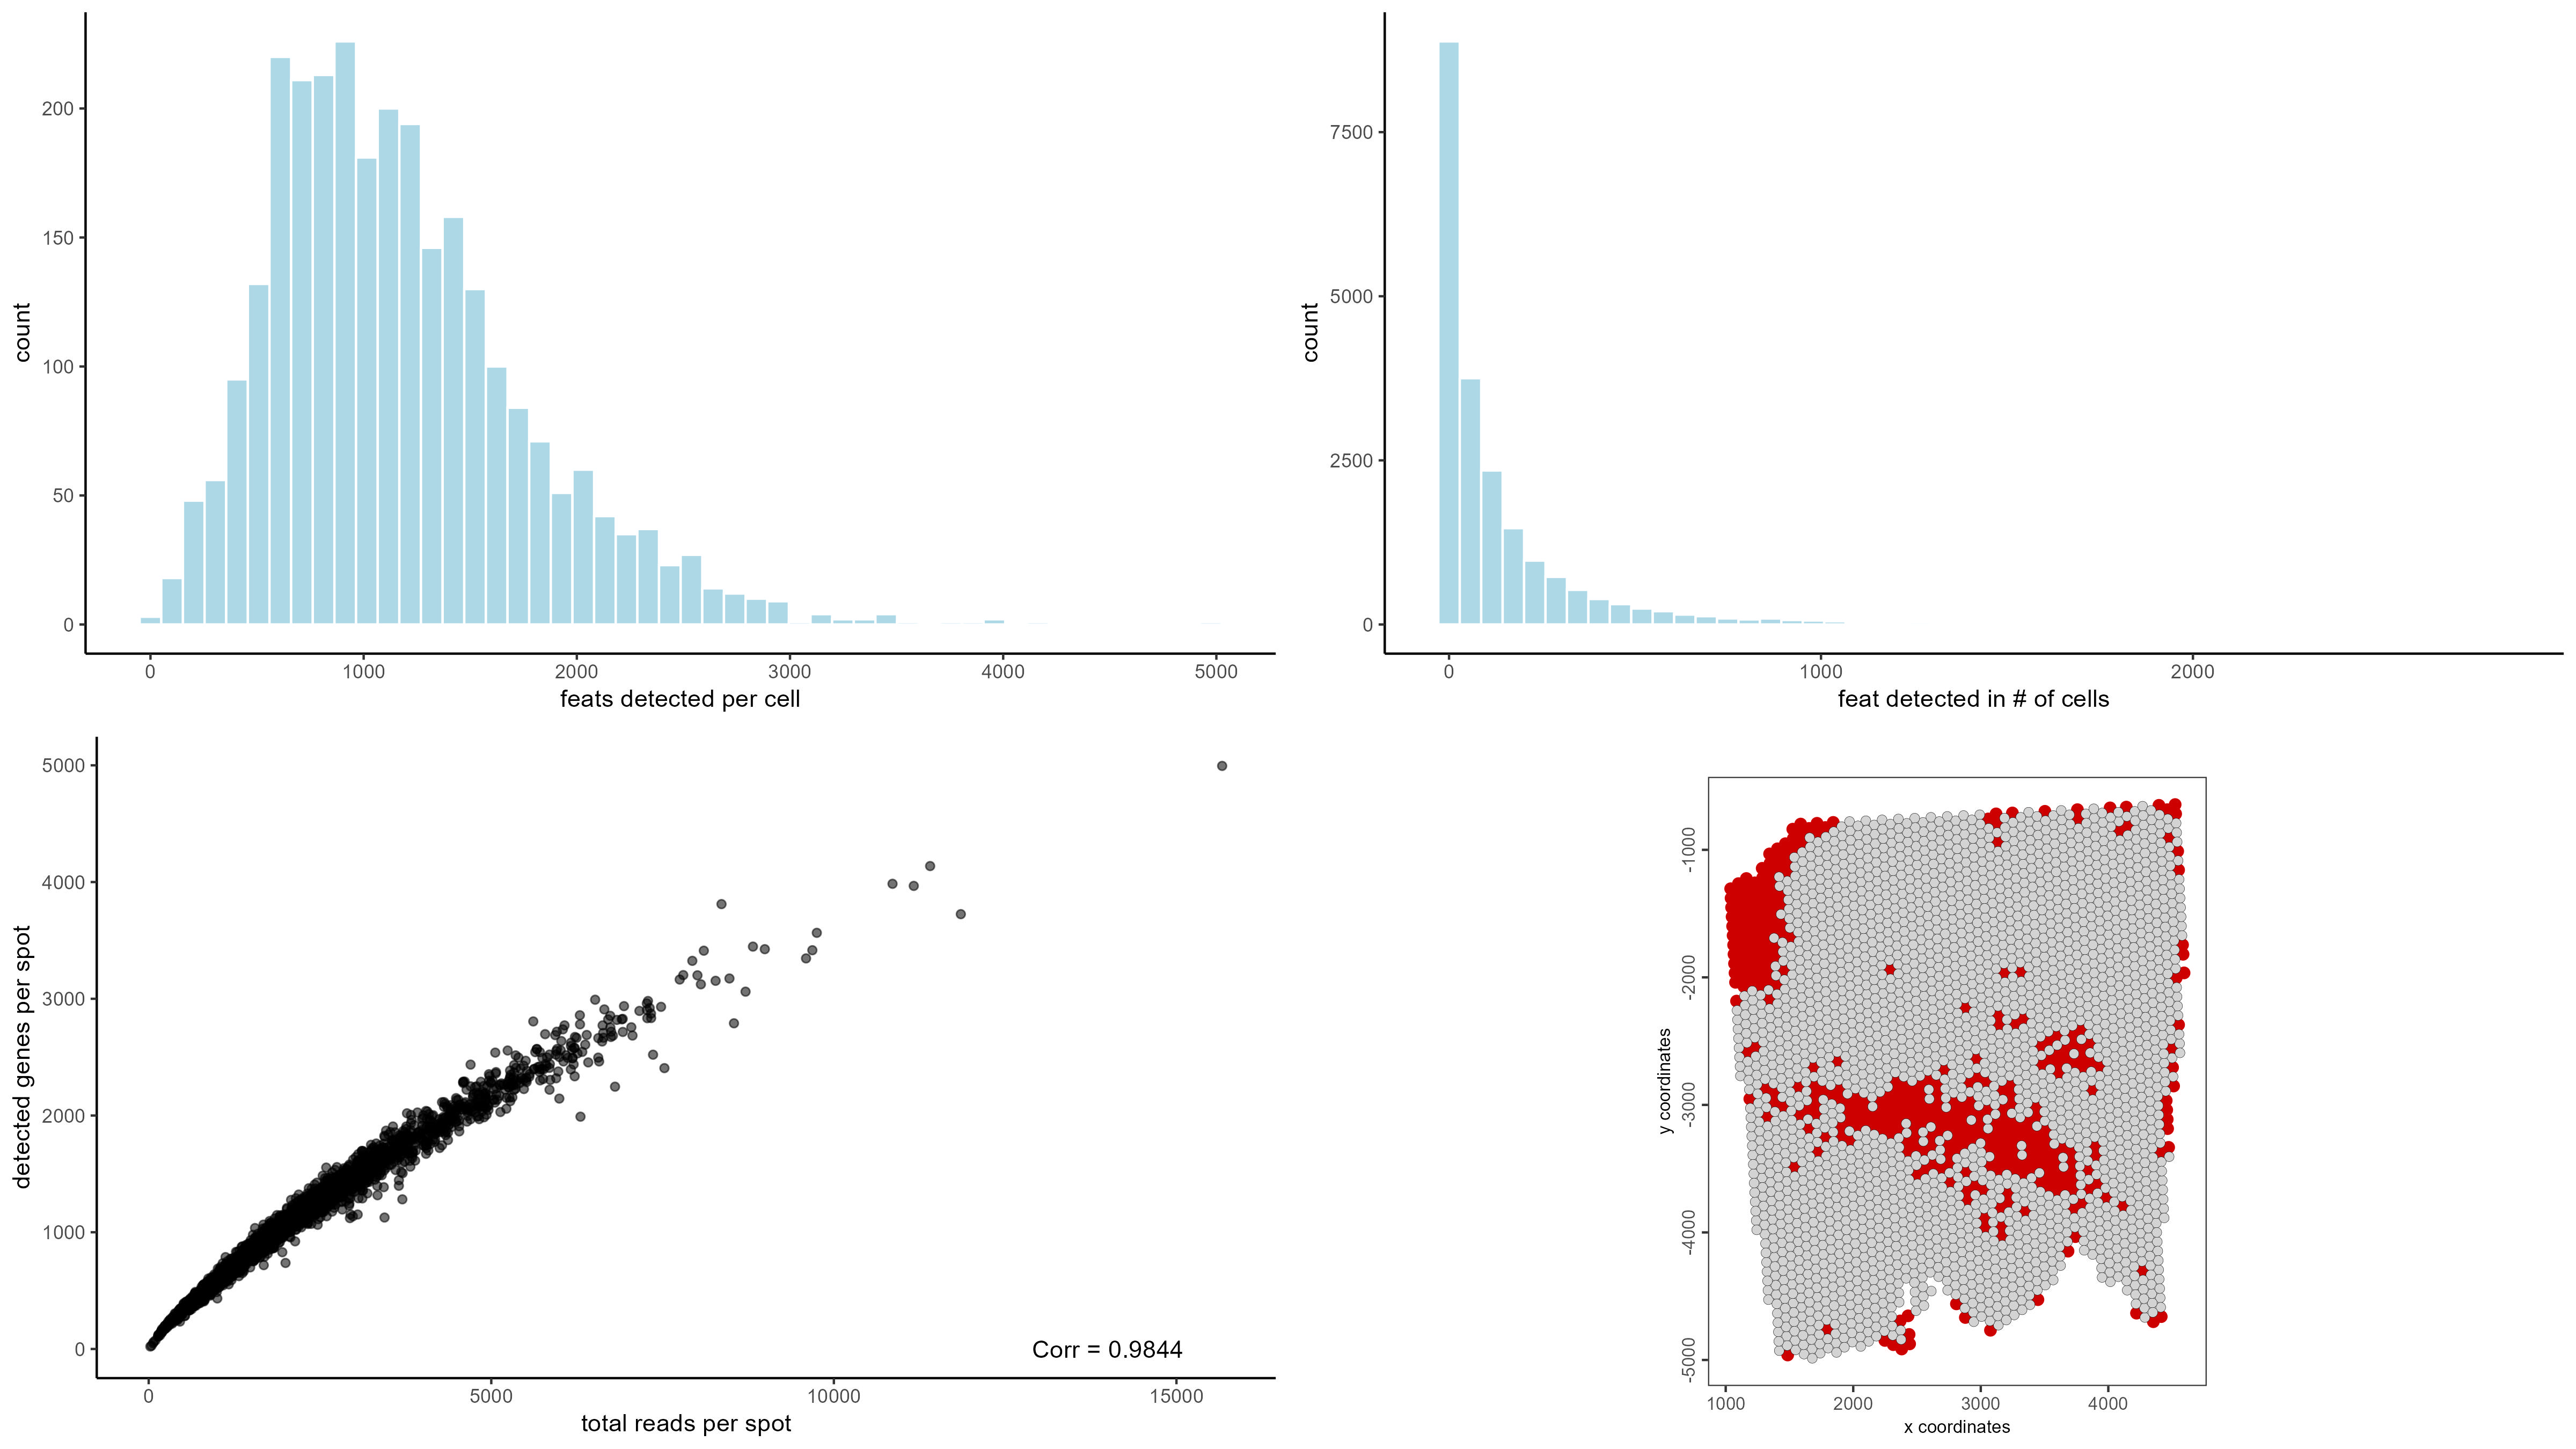 200
150
100
50
0
count
0 1000 2000 3000 4000 5000
feats detected per cell
7500
5000
2500
0
count
0 1000 2000
feat detected in # of cells
5000
4000
3000
2000
1000
0
detected genes per spot
Corr = 0.9844
0 5000 10000 15000
total reads per spot
-1000
-2000
-3000
-4000
-5000
y coordinates
1000 2000 3000 4000
x coordinates